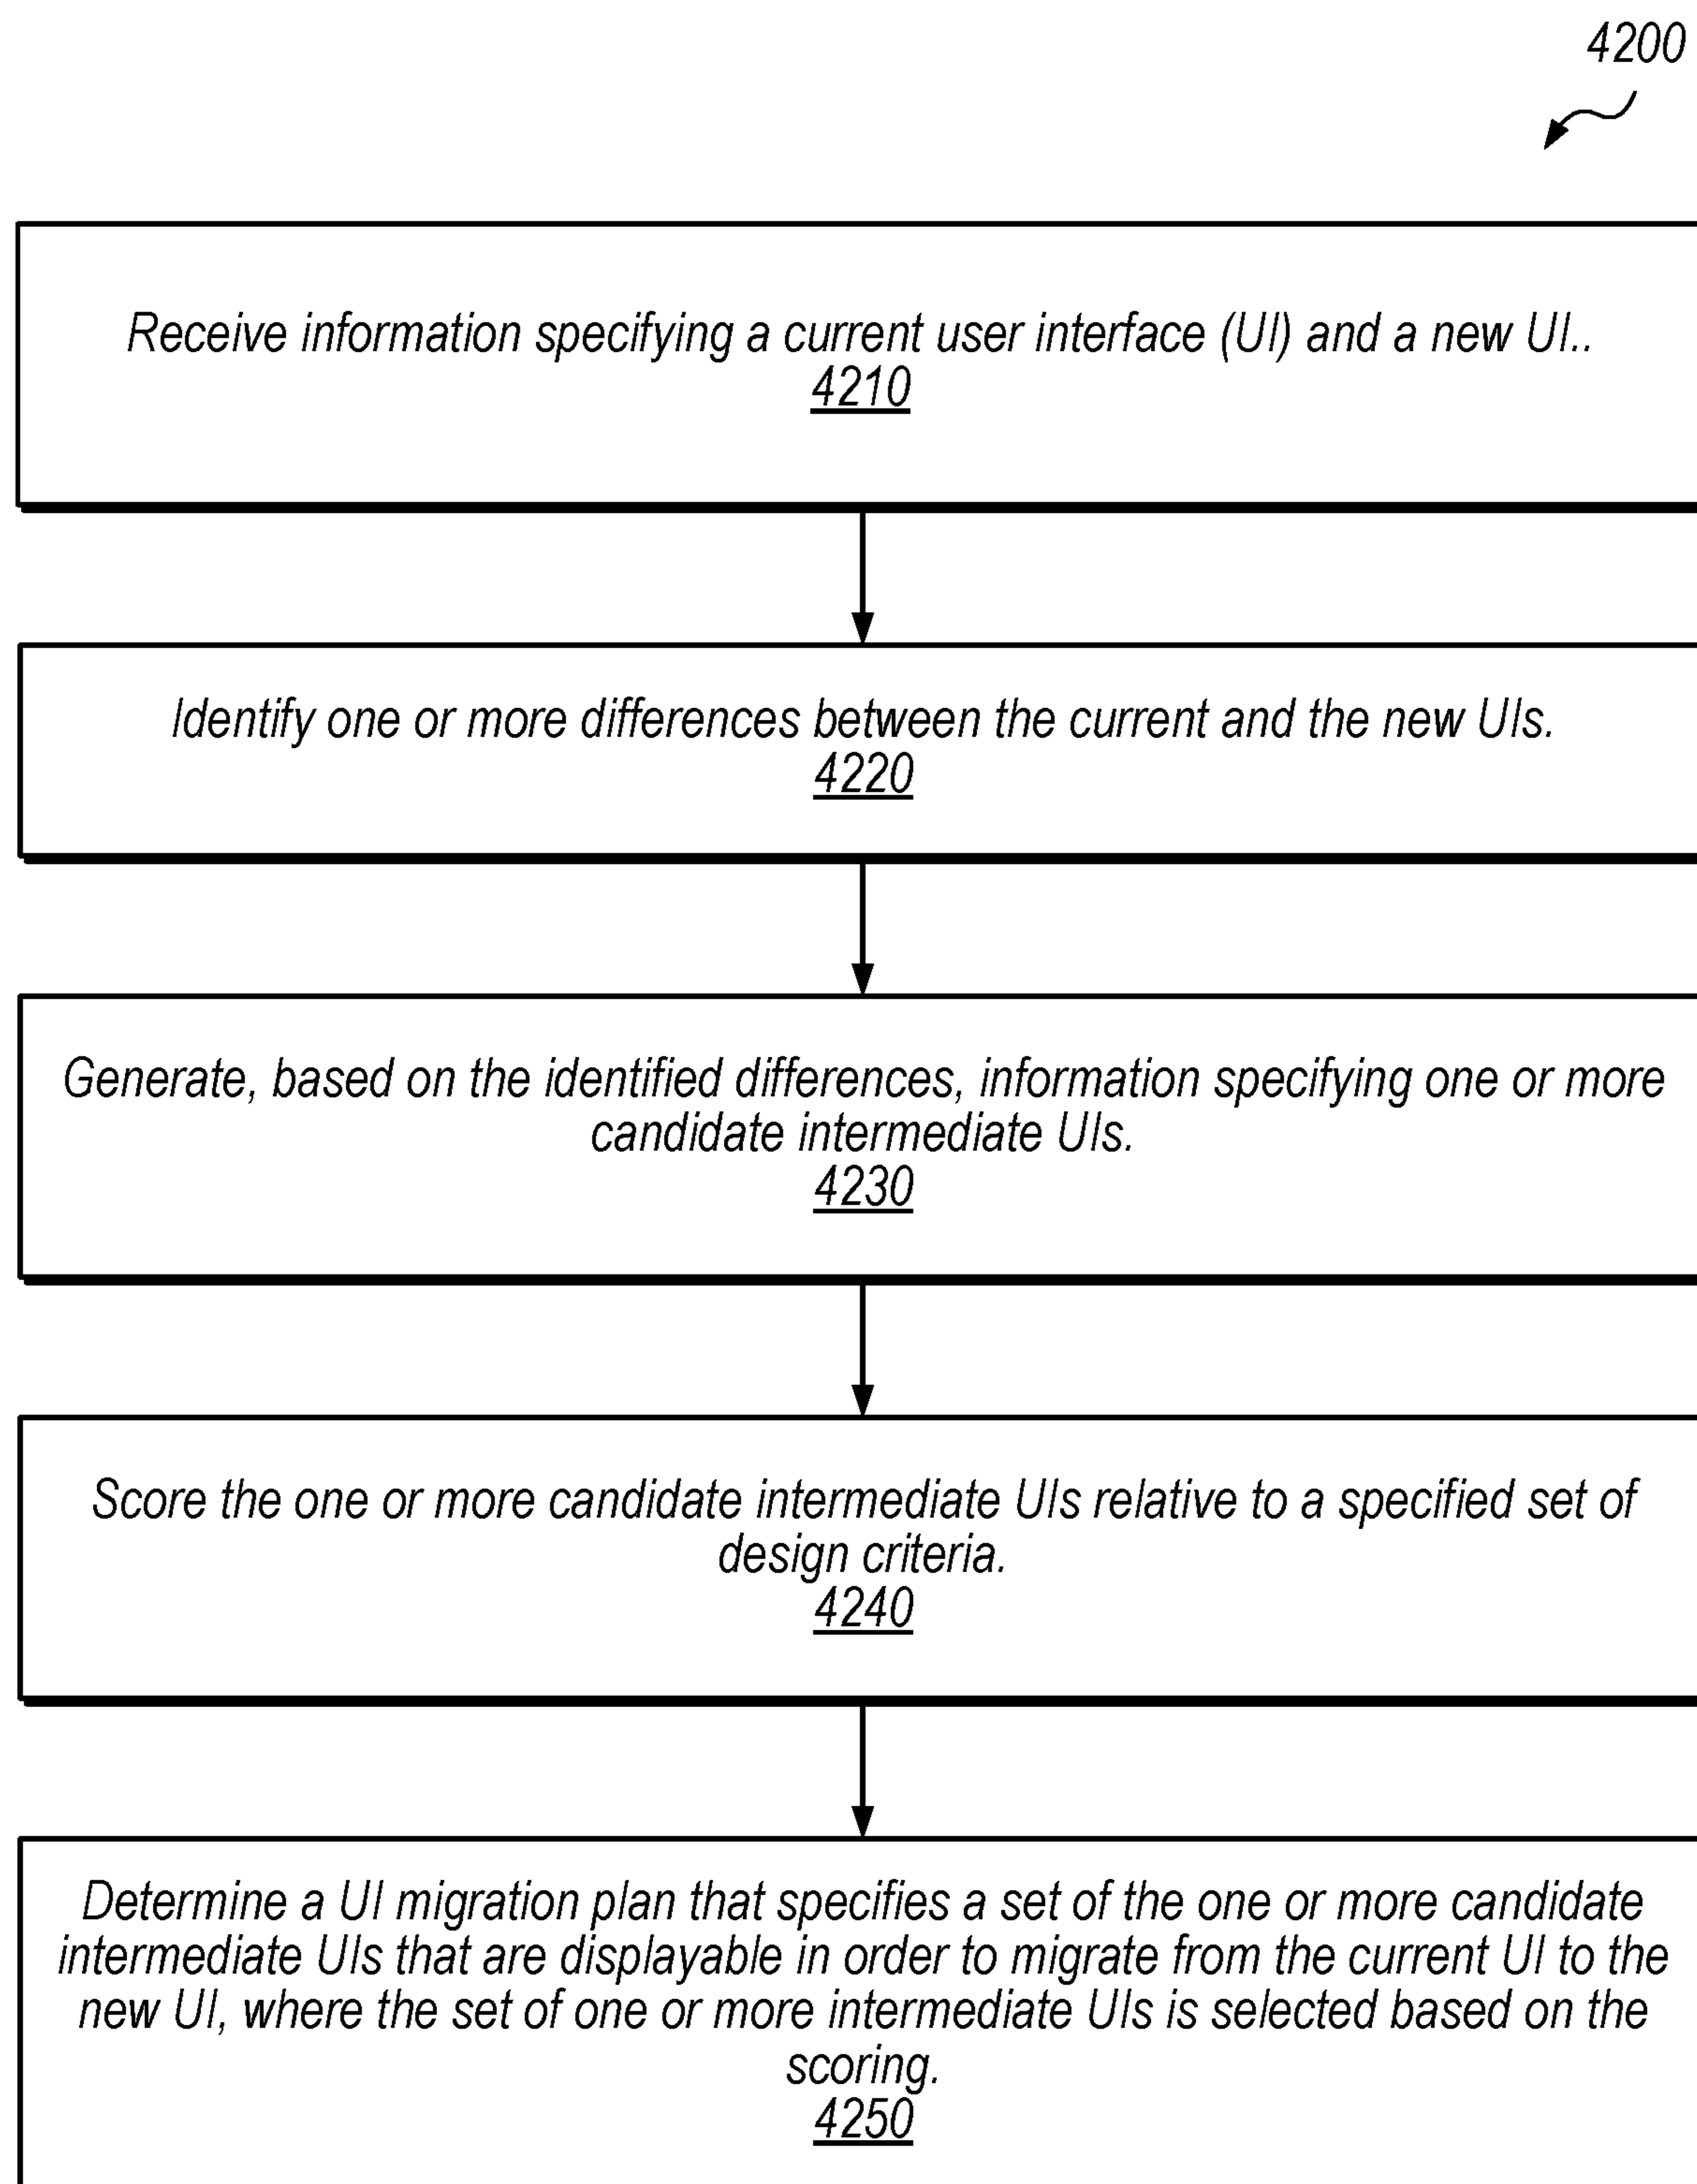 4200
Receive information specifying a current user interface (UI) and a new UI..
4210
Identify one or more differences between the current and the new UIs.
4220
Generate, based on the identified differences, information specifying one or more
candidate intermediate UIs.
4230
Score the one or more candidate intermediate UIs relative to a specified set of
design criteria.
4240
Determine a UI migration plan that specifies a set of the one or more candidate
intermediate UIs that are displayable in order to migrate from the current UI to the
new UI, where the set of one or more intermediate UIs is selected based on the
scoring.
4250